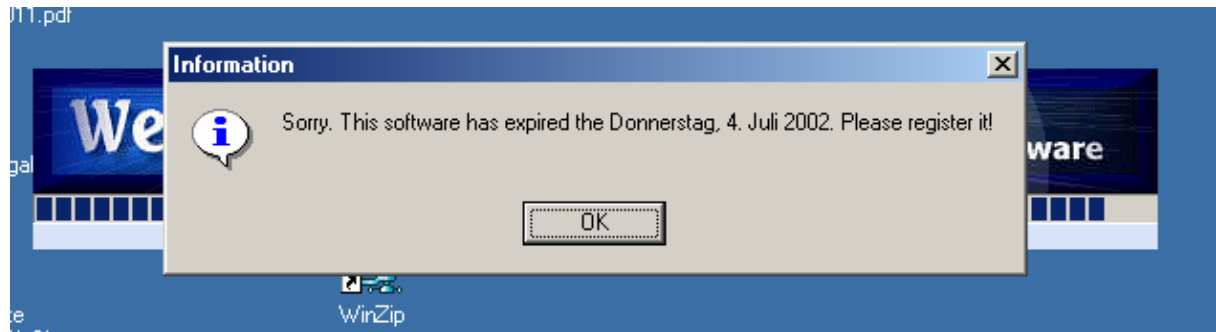 J11.pdf
Information
Sorry. This software has expired the Donnerstag, 4. Juli 2002. Please register it!
We
ware
gal
OK
WinZip
te